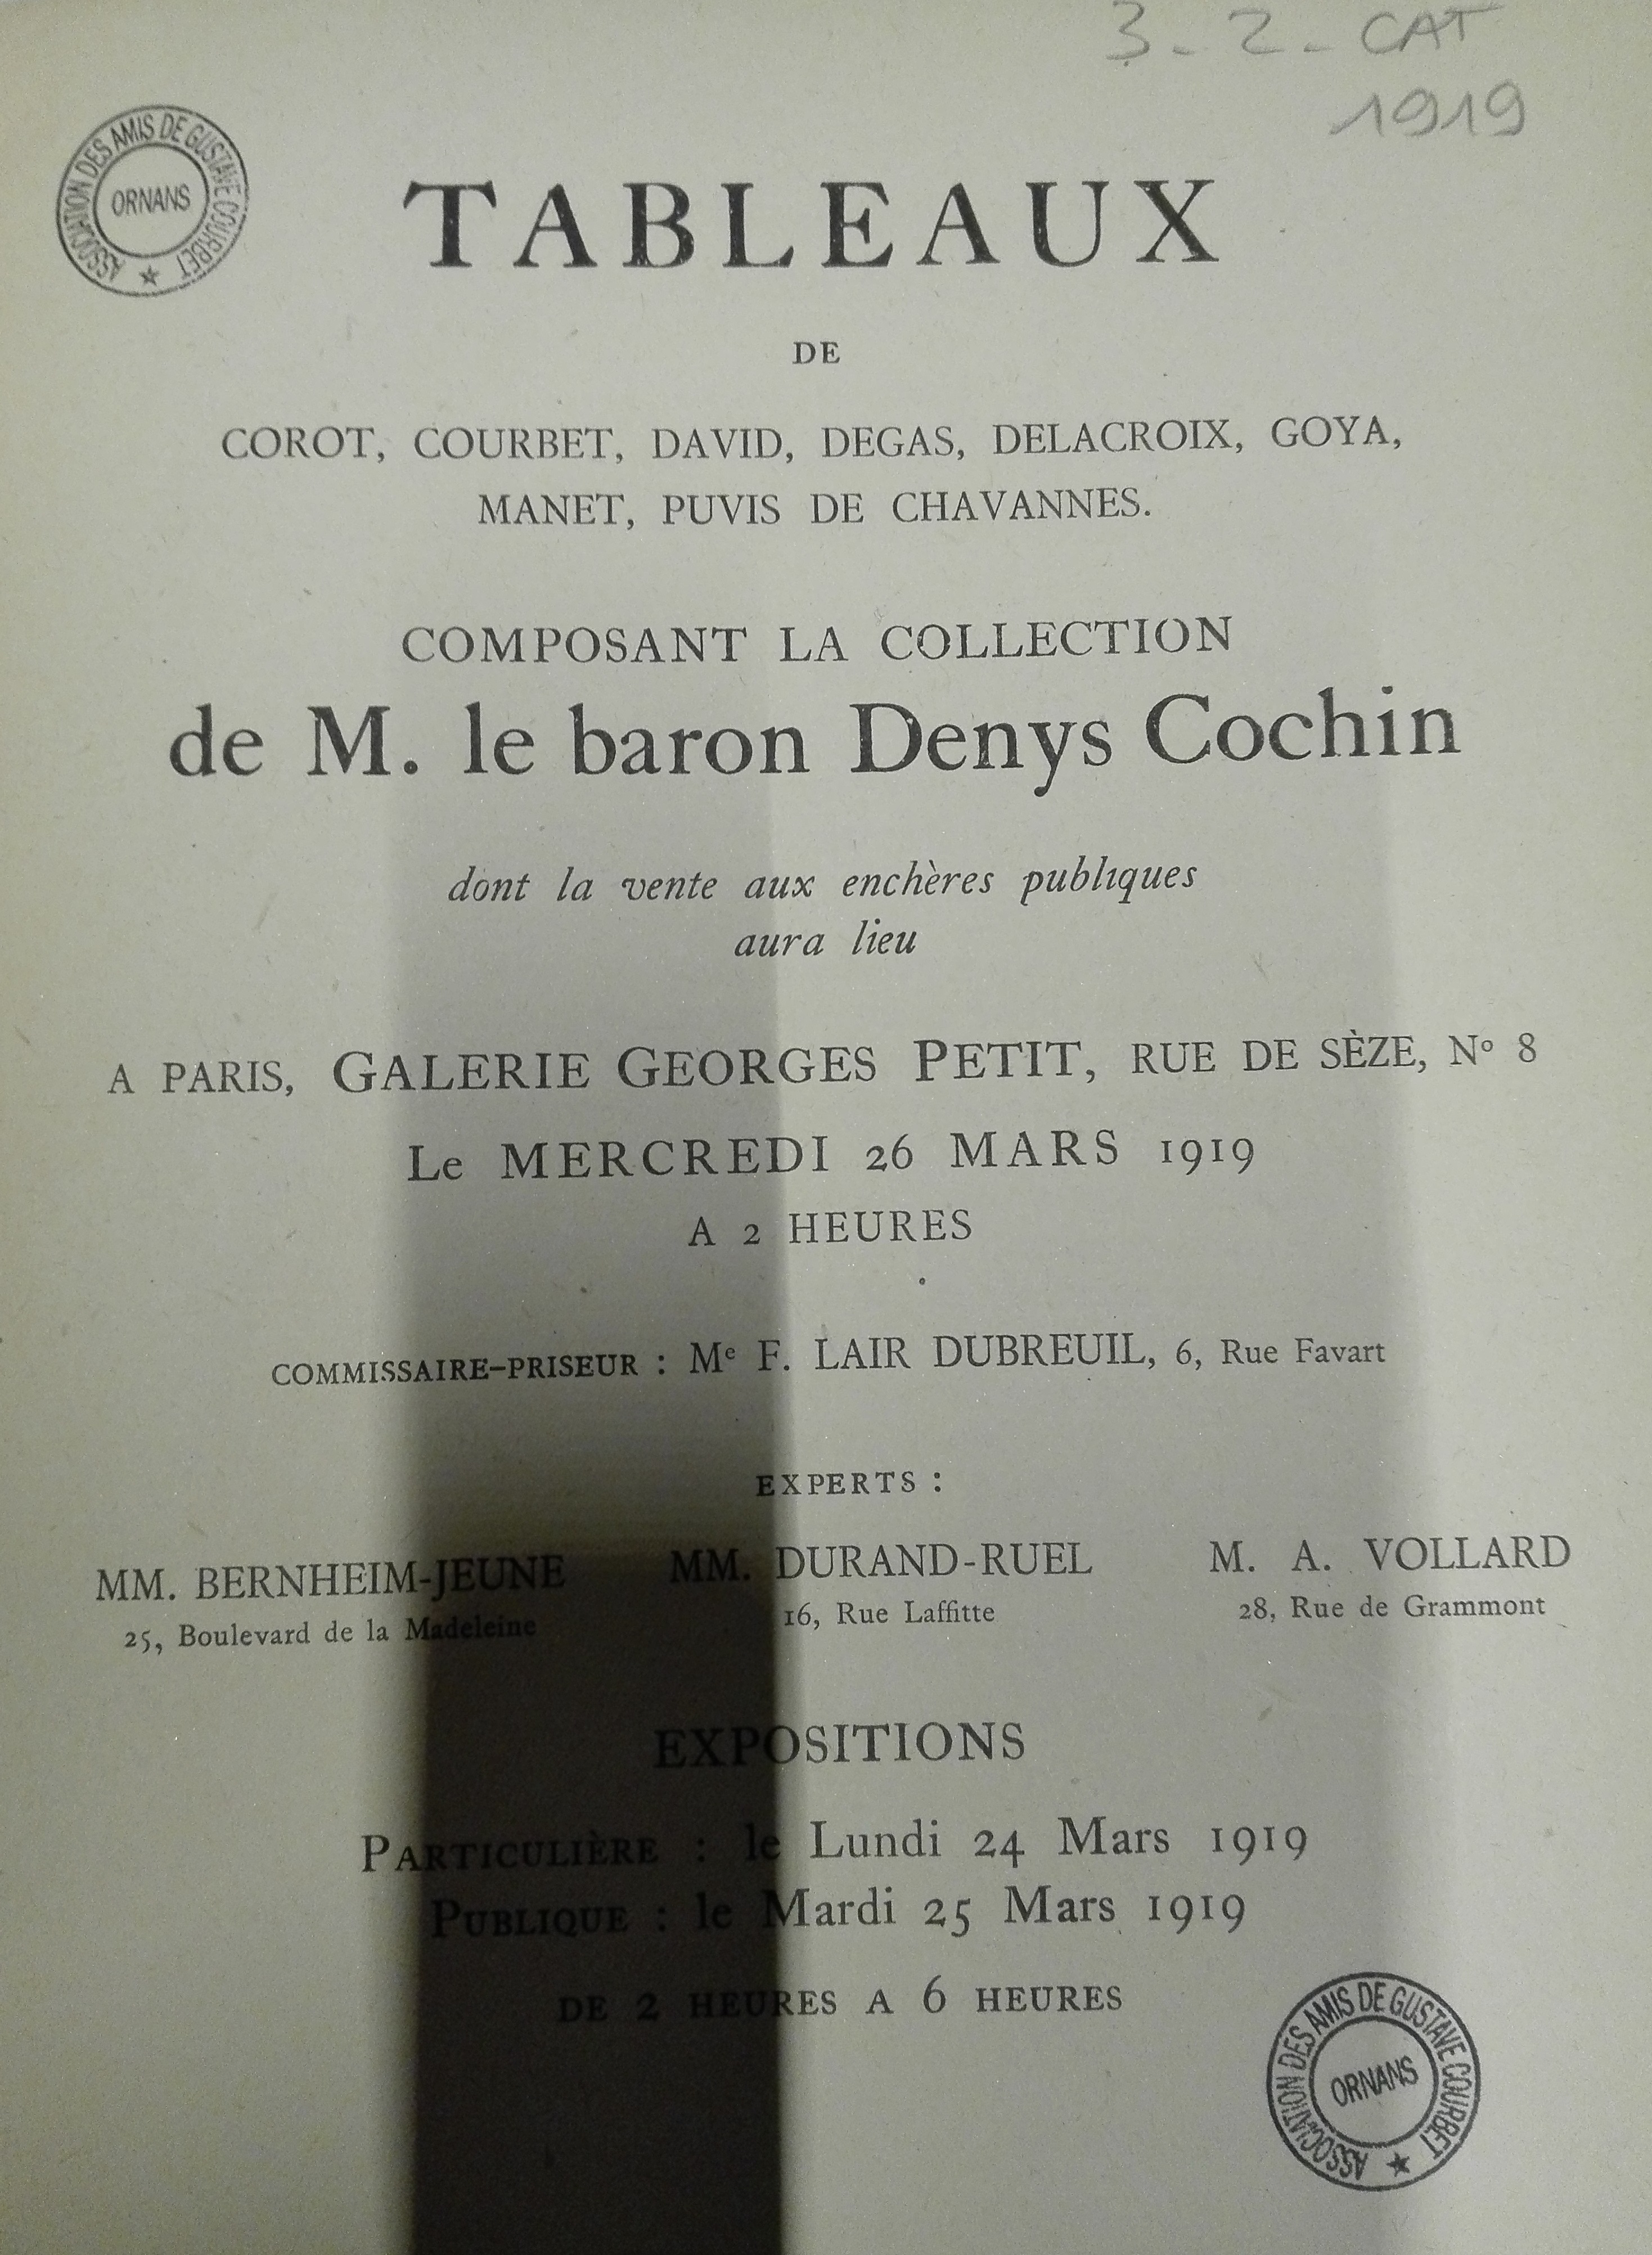 3-2-CAT
1919
ASSOCIATION DES AMIS DE GUSTAVE COURBET ★
ORNANS
TABLEAUX
DE
COROT, COURBET, DAVID, DEGAS, DELACROIX, GOYA,
MANET, PUVIS DE CHAVANNES.
COMPOSANT LA COLLECTION
de M. le baron Denys Cochin
dont la vente aux enchères publiques
aura lieu
A PARIS, GALERIE GEORGES PETIT, RUE DE SÈZE, Nº 8
Le MERCREDI 26 MARS 1919
A 2 HEURES
COMMISSAIRE-PRISEUR : Mᵉ F. LAIR DUBREUIL, 6, Rue Favart
EXPERTS :
MM. BERNHEIM-JEUNE MM. DURAND-RUEL M. A. VOLLARD
25, Boulevard de la Madeleine 16, Rue Laffitte 28, Rue de Grammont
EXPOSITIONS
PARTICULIÈRE : le Lundi 24 Mars 1919
PUBLIQUE : le Mardi 25 Mars 1919
DE 2 HEURES A 6 HEURES
ASSOCIATION DES AMIS DE GUSTAVE COURBET ★
ORNANS